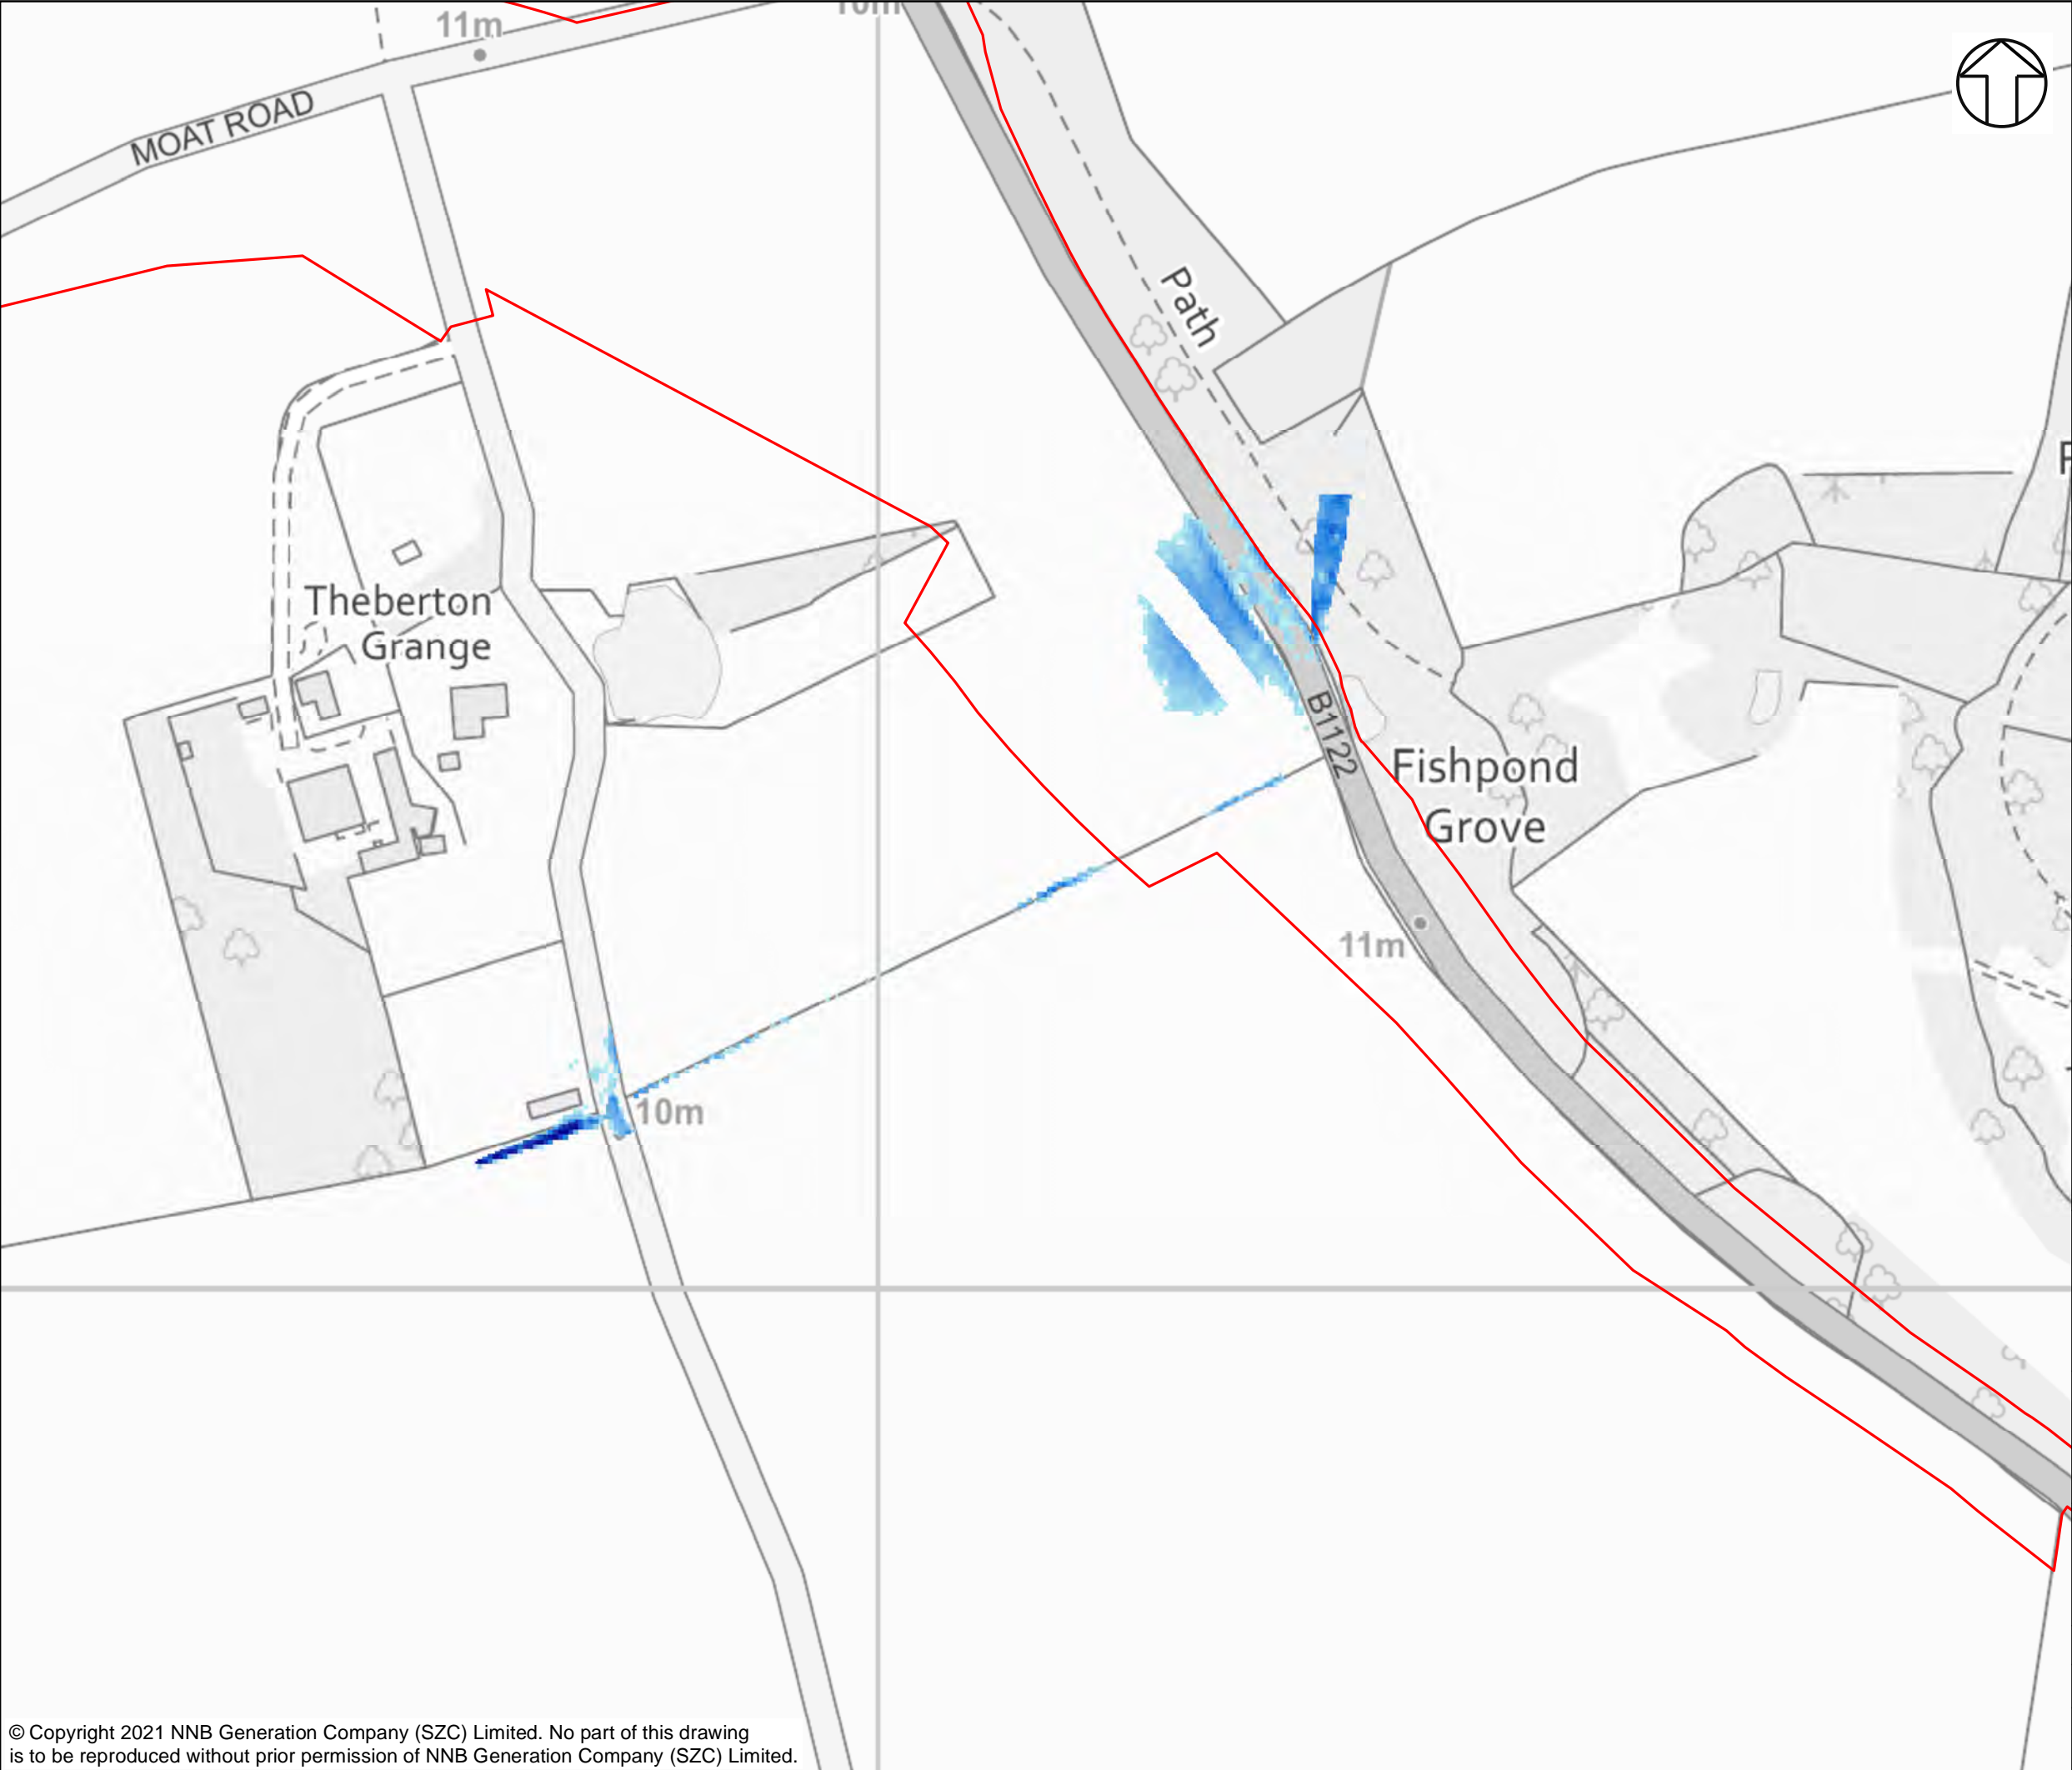 11m
10m
MOAT ROAD
Path
Theberton
Grange
B1122
Fishpond
Grove
11m
10m
© Copyright 2021 NNB Generation Company (SZC) Limited. No part of this drawing
is to be reproduced without prior permission of NNB Generation Company (SZC) Limited.